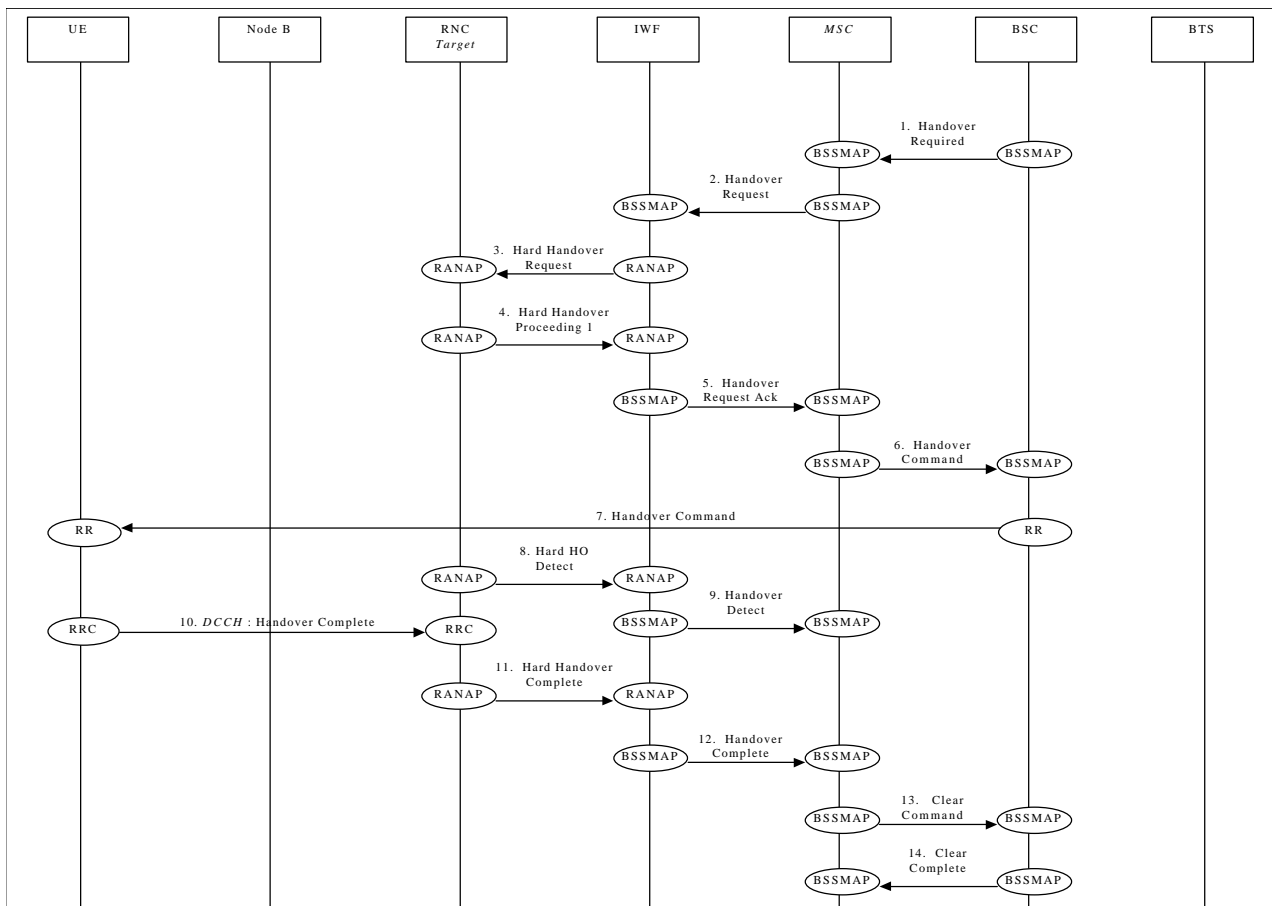 UE
Node B
RNC
Target
IWF
MSC
BSC
BTS
1. Handover
Required
BSSMAP
BSSMAP
2. Handover
Request
BSSMAP
BSSMAP
3. Hard Handover
Request
RANAP
RANAP
4. Hard Handover
Proceeding 1
RANAP
RANAP
5. Handover
Request Ack
BSSMAP
BSSMAP
6. Handover
Command
BSSMAP
BSSMAP
7. Handover Command
RR
RR
8. Hard HO
Detect
RANAP
RANAP
9. Handover
Detect
BSSMAP
BSSMAP
10. DCCH : Handover Complete
RRC
RRC
11. Hard Handover
Complete
RANAP
RANAP
12. Handover
Complete
BSSMAP
BSSMAP
13. Clear
Command
BSSMAP
BSSMAP
14. Clear
Complete
BSSMAP
BSSMAP